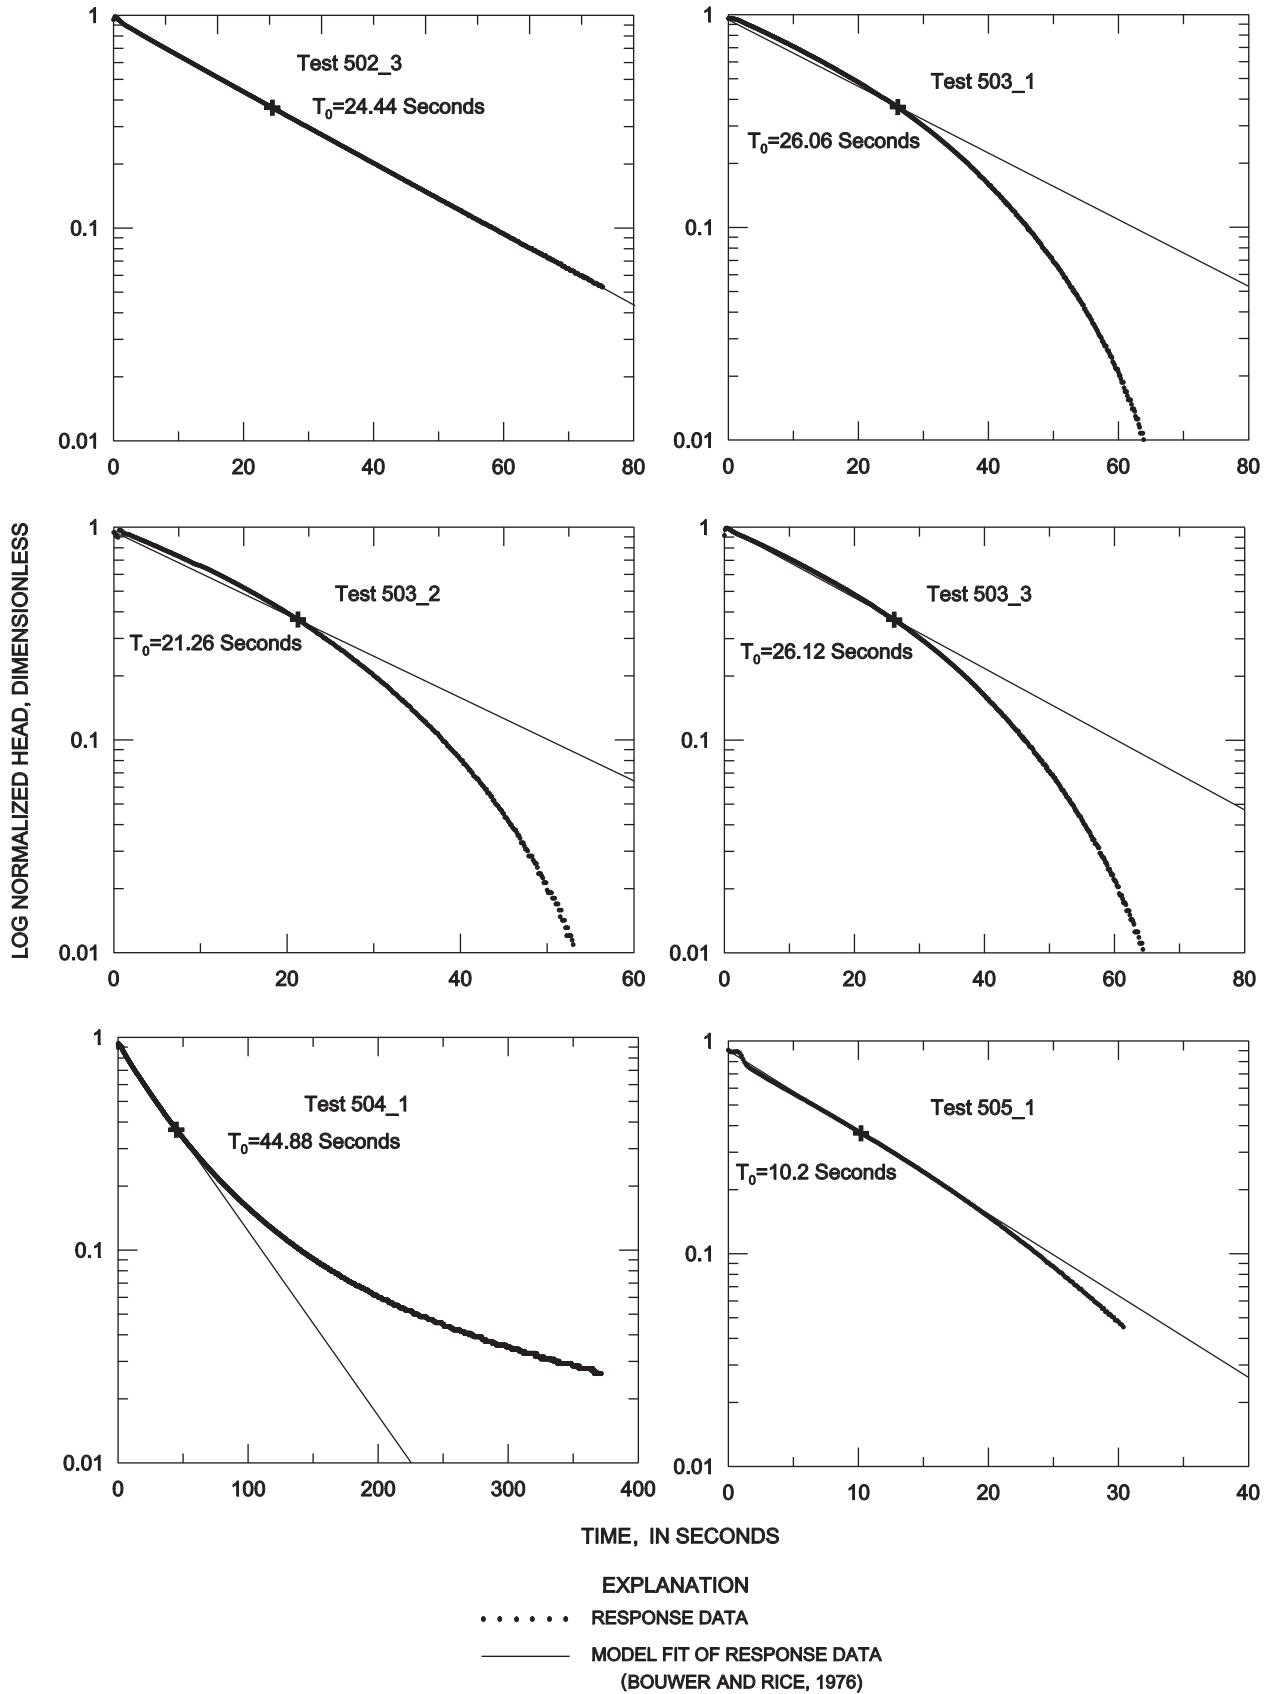 1
0.1
0.01
0 20 40 60 80
Test 502_3
T0=24.44 Seconds
1
0.1
0.01
0 20 40 60 80
Test 503_1
T0=26.06 Seconds
LOG NORMALIZED HEAD, DIMENSIONLESS
1
0.1
0.01
0 20 40 60
Test 503_2
T0=21.26 Seconds
1
0.1
0.01
0 20 40 60 80
Test 503_3
T0=26.12 Seconds
1
0.1
0.01
0 100 200 300 400
Test 504_1
T0=44.88 Seconds
1
0.1
0.01
0 10 20 30 40
Test 505_1
T0=10.2 Seconds
TIME, IN SECONDS
EXPLANATION
RESPONSE DATA
MODEL FIT OF RESPONSE DATA
(BOUWER AND RICE, 1976)